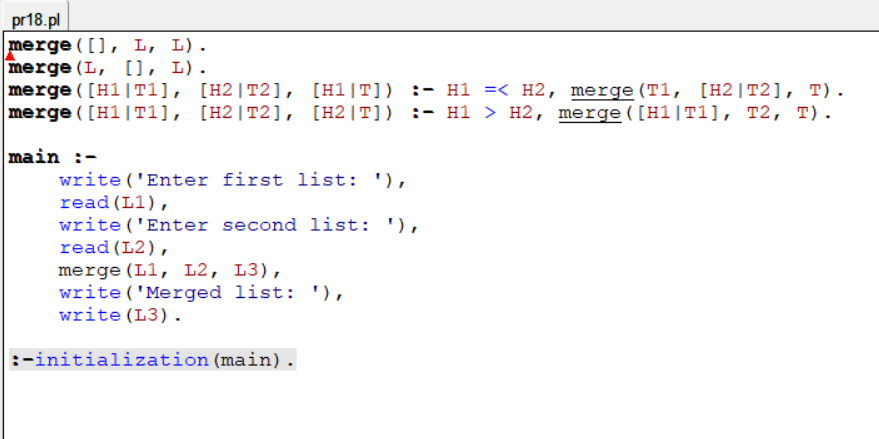 pr18.pl
merge([], L, L).
merge(L, [], L).
merge([H1|T1], [H2|T2], [H1|T]) :- H1 =< H2, merge(T1, [H2|T2], T).
merge([H1|T1], [H2|T2], [H2|T]) :- H1 > H2, merge([H1|T1], T2, T).
main :-
    write('Enter first list: '),
    read(L1),
    write('Enter second list: '),
    read(L2),
    merge(L1, L2, L3),
    write('Merged list: '),
    write(L3).
:-initialization(main).